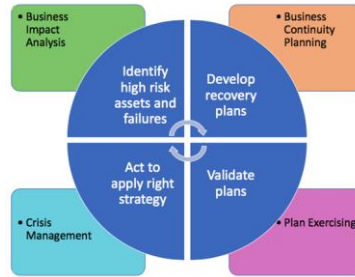 • Business
Impact
Analysis
• Business
Continuity
Planning
Identify
high risk
assets and
failures
Develop
recovery
plans
Act to
apply right
strategy
Validate
plans
• Crisis
Management
• Plan Exercising